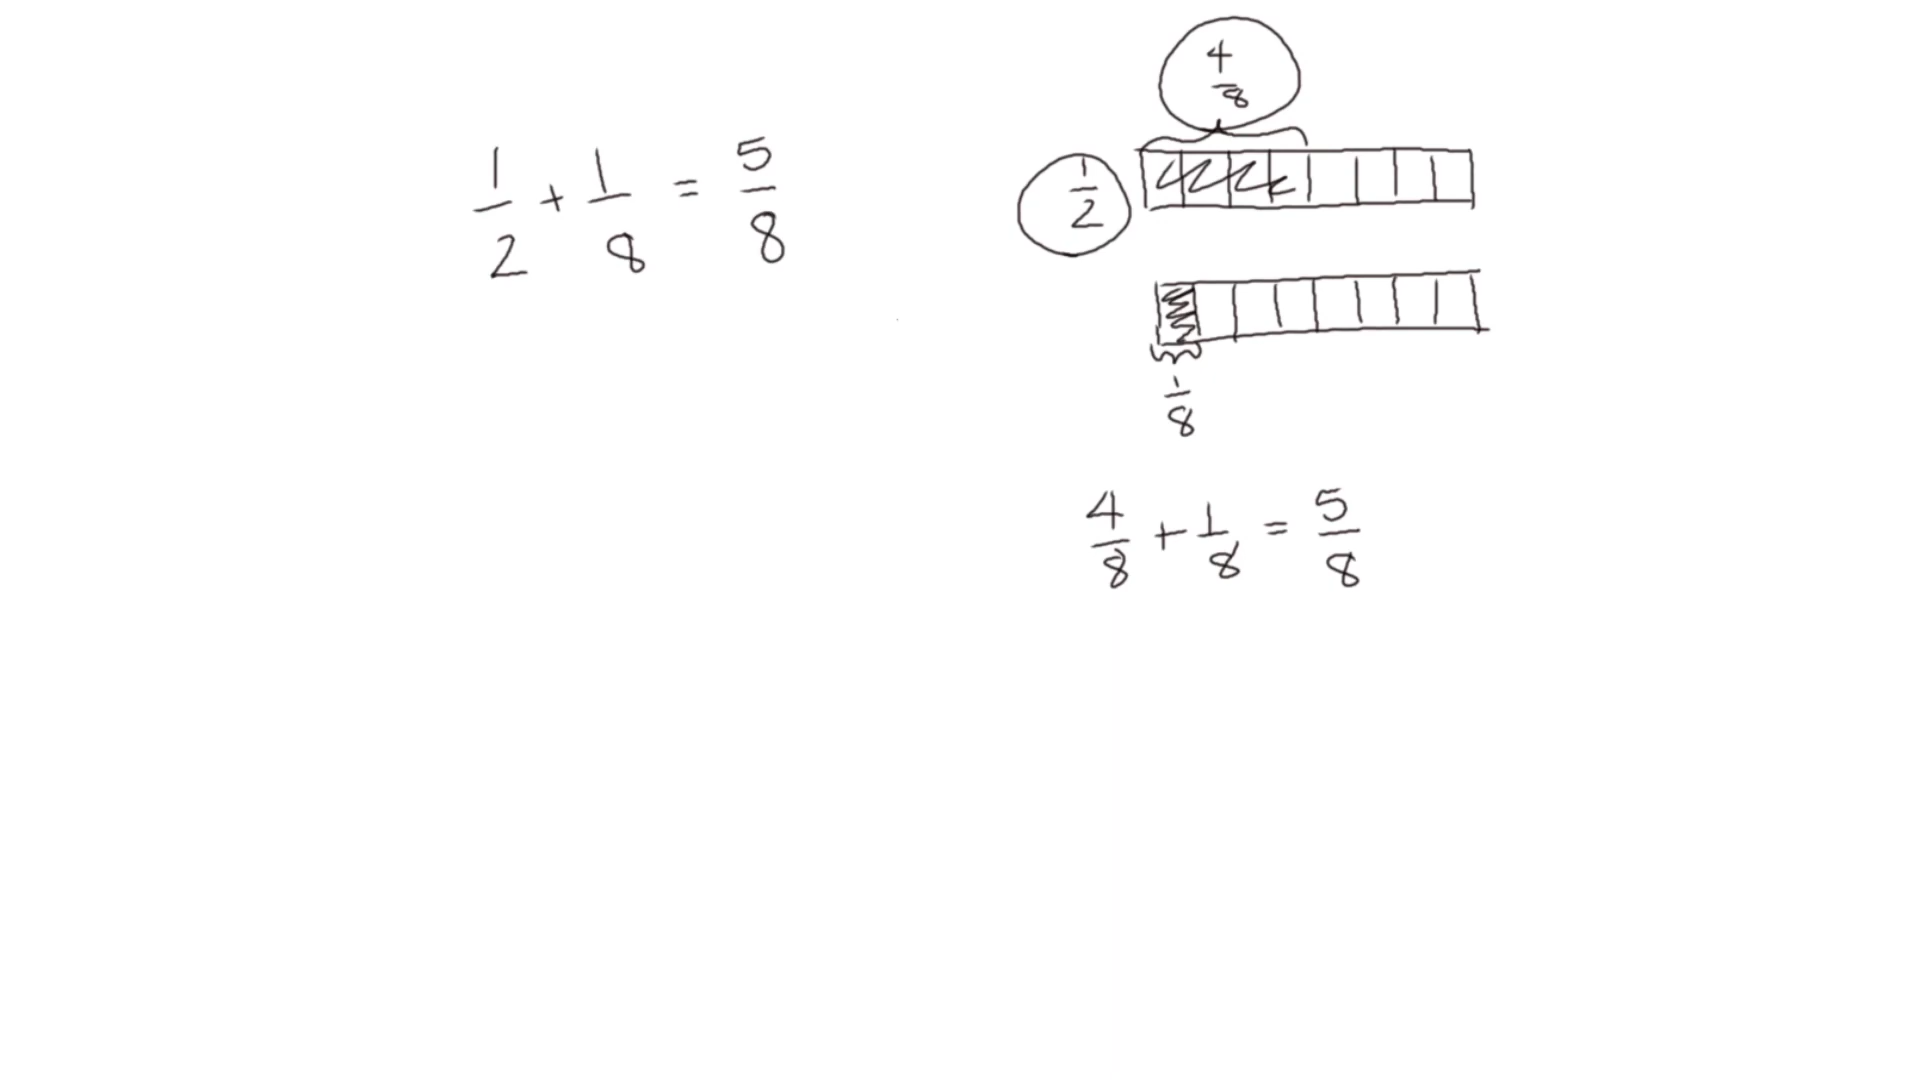 1/2 + 1/8 = 5/8
4/8
1/2
1/8
4/8 + 1/8 = 5/8